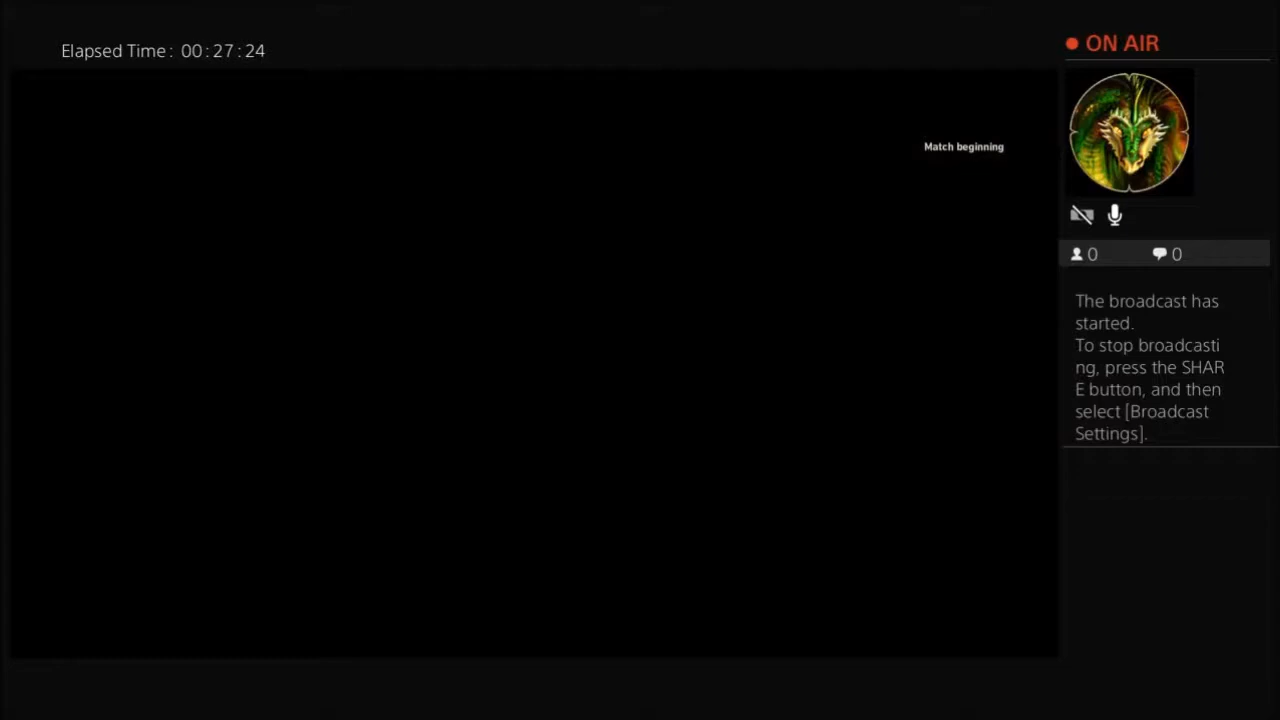 Elapsed Time: 00:27:24
ON AIR
Match beginning
0 0
The broadcast has
started.
To stop broadcasti
ng, press the SHAR
E button, and then
select [Broadcast
Settings].